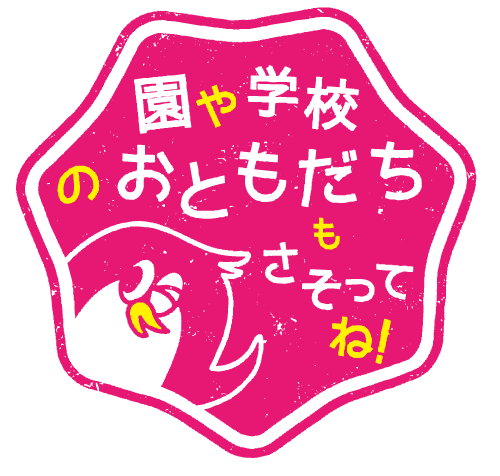 園や学校
のおともだち
も
さそって
ね!